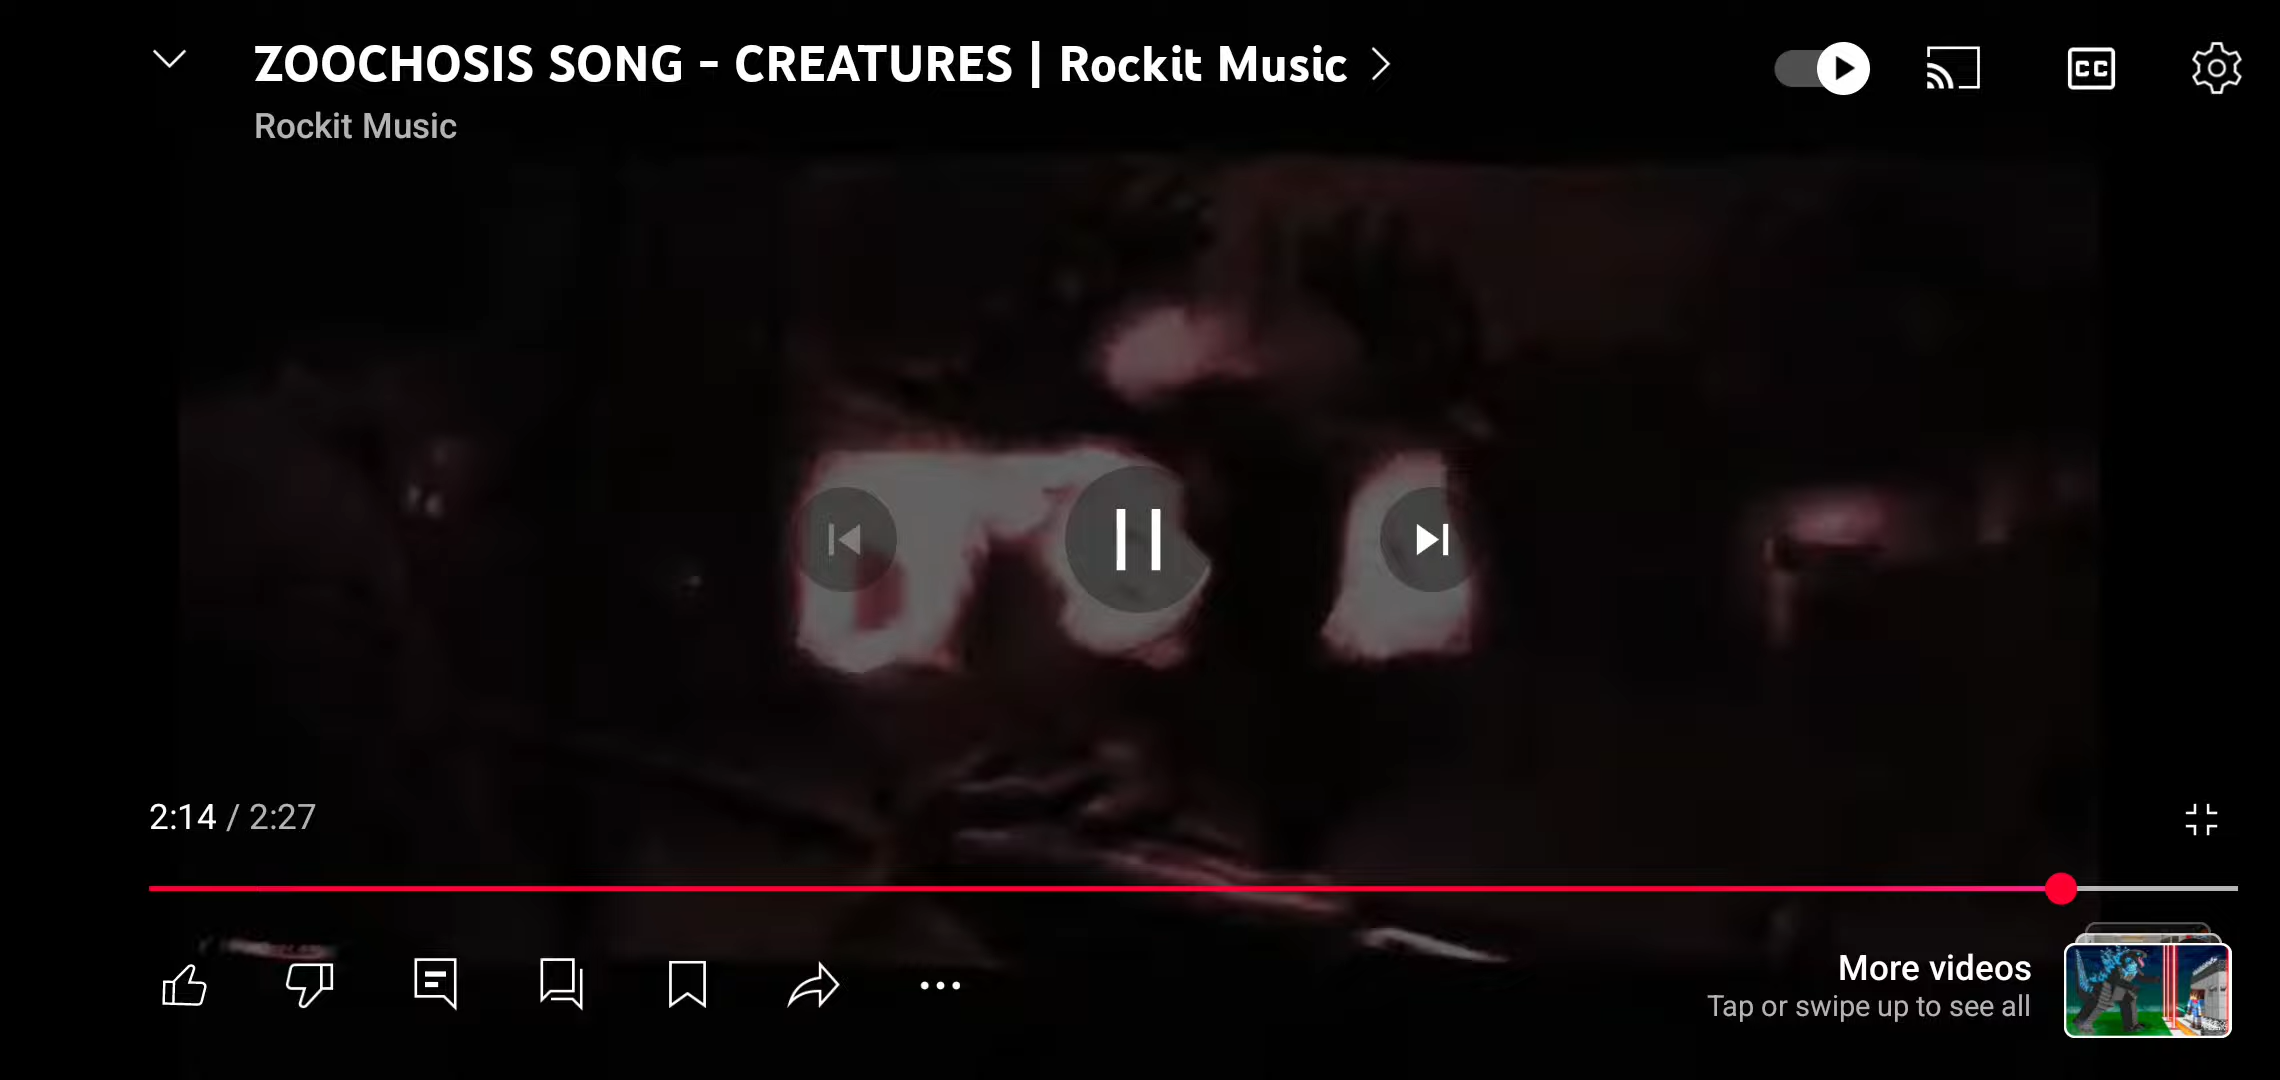 ZOOCHOSIS SONG - CREATURES | Rockit Music
Rockit Music
CC
2:14 / 2:27
More videos
Tap or swipe up to see all